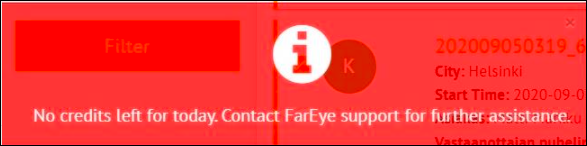 Filter
K
202009050319_6
City: Helsinki
Start Time: 2020-09-0
No credits left for today. Contact FarEye support for further assistance.
Vastaanottajan puhelin